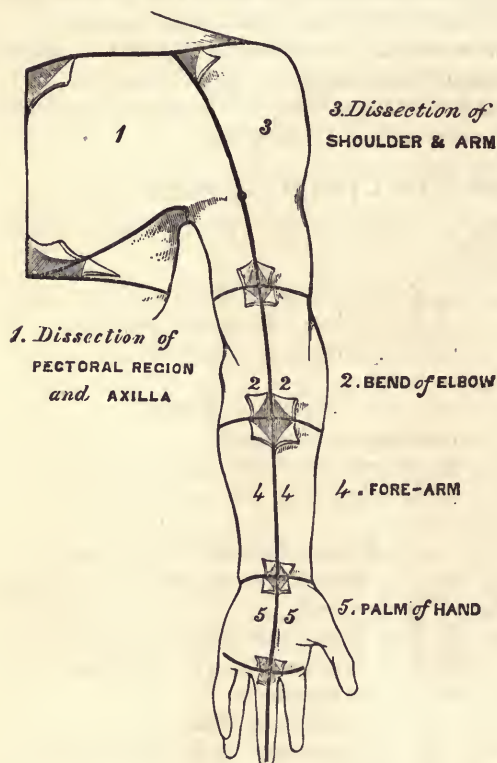 1
3
3. Dissection of
SHOULDER & ARM
1. Dissection of
PECTORAL REGION
and AXILLA
2 2
2. BEND of ELBOW
4 4
4. FORE-ARM
5 5
5. PALM of HAND